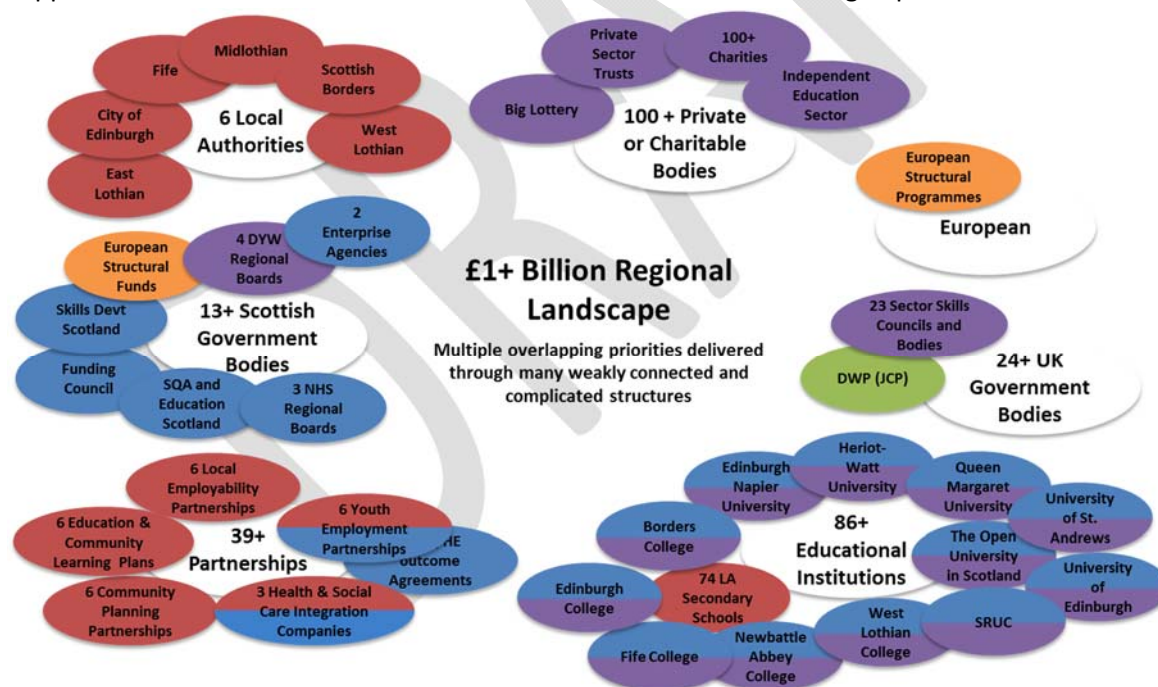 Midlothian
Fife
Scottish
Borders
City of
Edinburgh
6 Local
Authorities
West
Lothian
East
Lothian
Private
Sector
Trusts
100+
Charities
Big Lottery
Independent
Education
Sector
100 + Private
or Charitable
Bodies
European
Structural
Programmes
European
2
Enterprise
Agencies
4 DYW
Regional
Boards
European
Structural
Funds
Skills Devt
Scotland
13+ Scottish
Government
Bodies
Funding
Council
SQA and
Education
Scotland
3 NHS
Regional
Boards
£1+ Billion Regional
Landscape
Multiple overlapping priorities delivered
through many weakly connected and
complicated structures
23 Sector Skills
Councils and
Bodies
DWP (JCP)
24+ UK
Government
Bodies
6 Local
Employability
Partnerships
6 Youth
Employment
Partnerships
HE
outcome
Agreements
6 Education &
Community
Learning Plans
39+
Partnerships
6 Community
Planning
Partnerships
3 Health & Social
Care Integration
Companies
Heriot-
Watt
University
Edinburgh
Napier
University
Queen
Margaret
University
University
of St.
Andrews
Borders
College
86+
Educational
Institutions
The Open
University
in Scotland
University
of
Edinburgh
Edinburgh
College
74 LA
Secondary
Schools
SRUC
West
Lothian
College
Newbattle
Abbey
College
Fife College